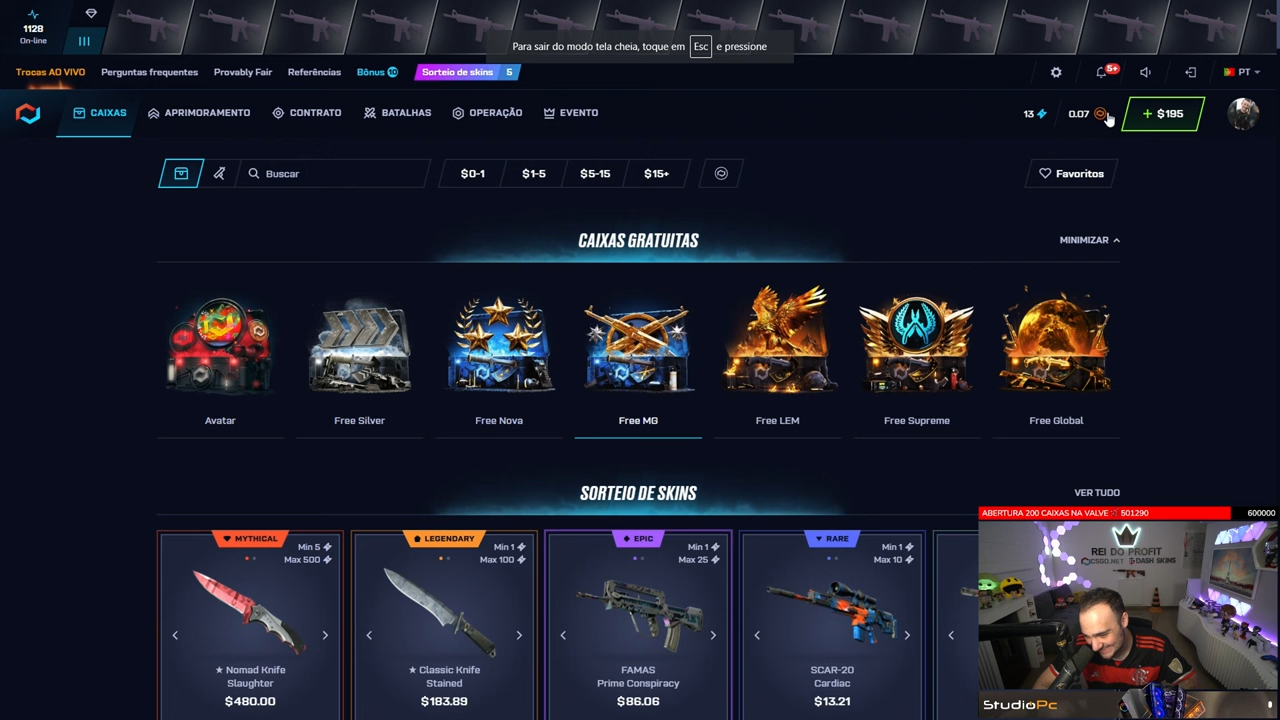 1128
On-line
Para sair do modo tela cheia, toque em Esc e pressione
Trocas AO VIVO
Perguntas frequentes
Provably Fair
Referências
Bônus 10
Sorteio de skins 5
5+
PT
CAIXAS
APRIMORAMENTO
CONTRATO
BATALHAS
OPERAÇÃO
EVENTO
13
0.07
+ $195
Buscar
$0-1
$1-5
$5-15
$15+
Favoritos
CAIXAS GRATUITAS
MINIMIZAR
Avatar
Free Silver
Free Nova
Free MG
Free LEM
Free Supreme
Free Global
SORTEIO DE SKINS
VER TUDO
MYTHICAL
Min 5
Max 500
★ Nomad Knife
Slaughter
$480.00
LEGENDARY
Min 1
Max 100
★ Classic Knife
Stained
$183.89
EPIC
Min 1
Max 25
FAMAS
Prime Conspiracy
$86.06
RARE
Min 1
Max 10
SCAR-20
Cardiac
$13.21
ABERTURA 200 CAIXAS NA VALVE 501290
600000
REI DO PROFIT
CSGO.NET DASH SKINS
StudioPc